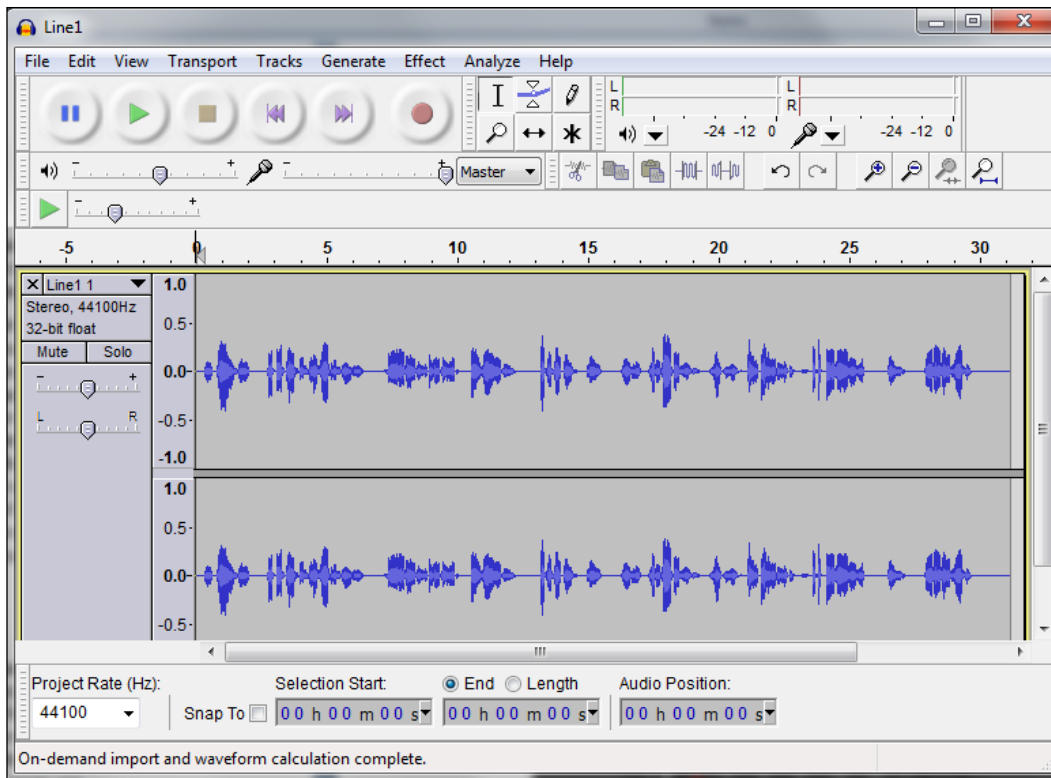 Line1
File Edit View Transport Tracks Generate Effect Analyze Help
L
R
-24 -12 0
L
R
-24 -12 0
- +
- +
Master
- +
-5 0 5 10 15 20 25 30
X Line1 1
Stereo, 44100Hz
32-bit float
Mute Solo
- +
L R
1.0
0.5-
0.0-
-0.5-
-1.0
1.0
0.5-
0.0-
-0.5-
Project Rate (Hz): Selection Start: End Length Audio Position:
44100 Snap To 00 h 00 m 00 s 00 h 00 m 00 s 00 h 00 m 00 s
On-demand import and waveform calculation complete.